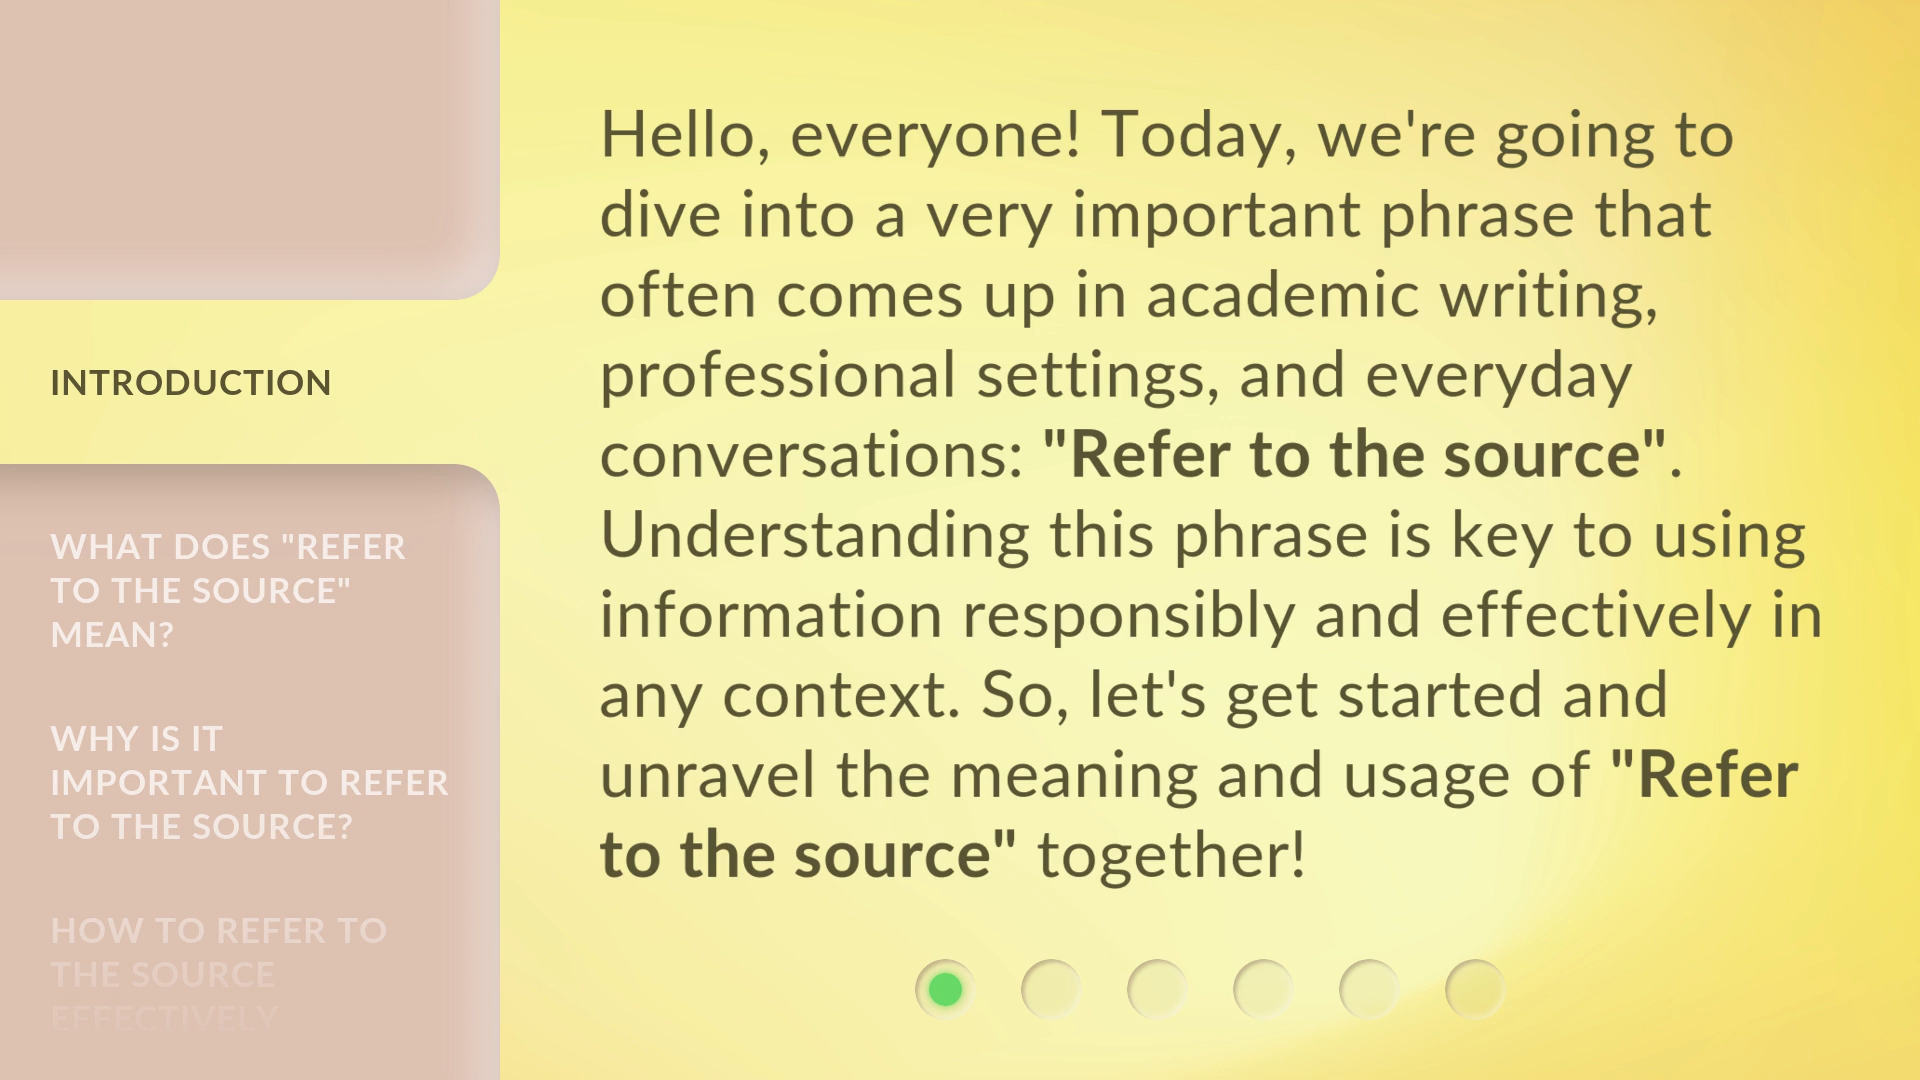 INTRODUCTION
WHAT DOES "REFER
TO THE SOURCE"
MEAN?
WHY IS IT
IMPORTANT TO REFER
TO THE SOURCE?
HOW TO REFER TO
THE SOURCE
EFFECTIVELY
Hello, everyone! Today, we're going to
dive into a very important phrase that
often comes up in academic writing,
professional settings, and everyday
conversations: "Refer to the source".
Understanding this phrase is key to using
information responsibly and effectively in
any context. So, let's get started and
unravel the meaning and usage of "Refer
to the source" together!